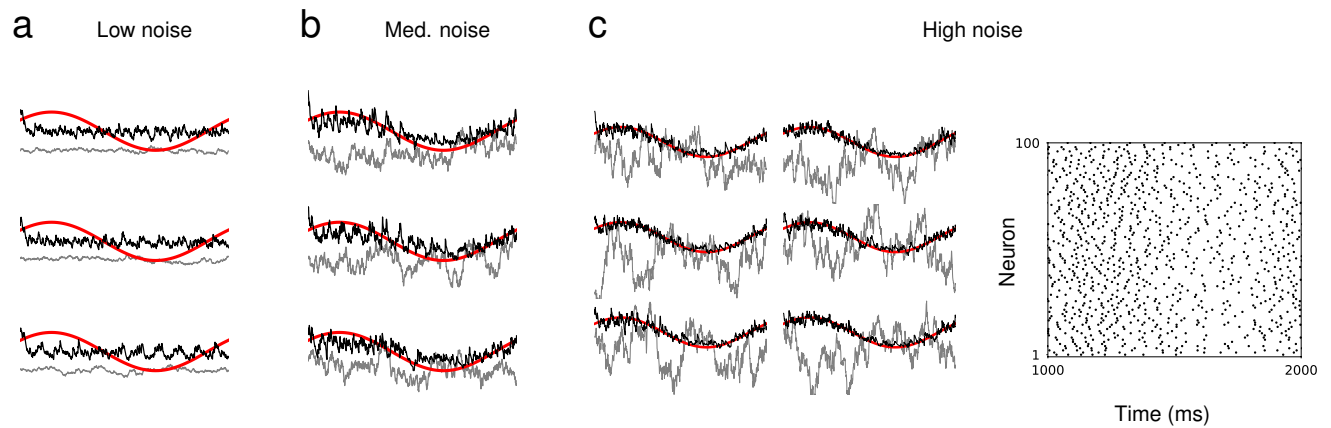 a Low noise
b Med. noise
c High noise
100
Neuron
1
1000 2000
Time (ms)